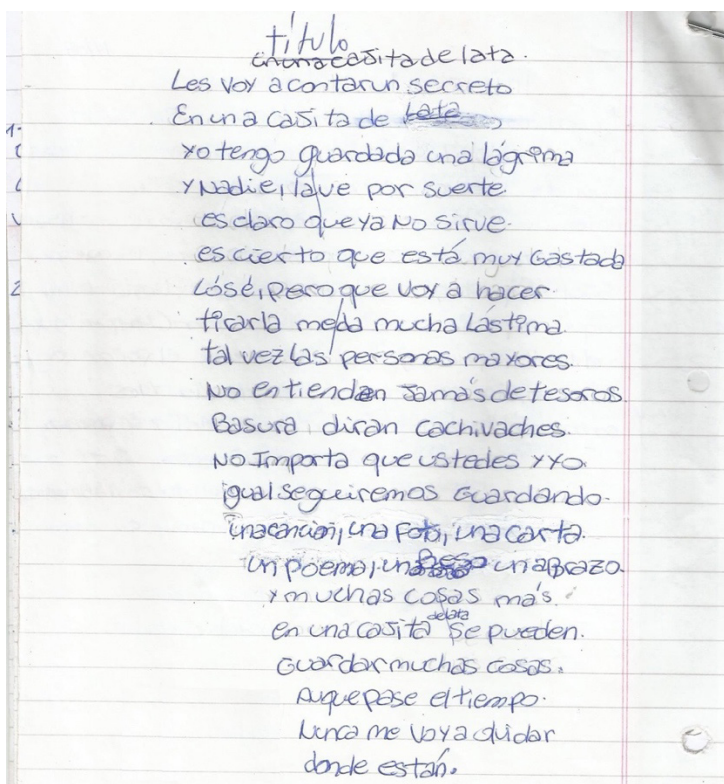 título
en una casita de lata.
Les voy a contar un secreto
En una casita de lata
yo tengo guardada una lágrima
y Nadie, la ve por suerte.
es claro que ya no sirve.
es cierto que está muy Gastada
Lósé, pero que voy a hacer.
tirarla me da mucha Lástima.
tal vez las personas mayores.
No entienden Jamás de tesoros.
Basura, diran cachivaches.
No Importa que ustedes y yo.
igual seguiremos Guardando.
una canción, una Foto, una carta.
un poema, un Beso un aBrazo.
y muchas cosas más.
en una casita de lata se pueden.
Guardar muchas cosas.
Auque pase el tiempo.
Nunca me voy a olvidar
donde están.